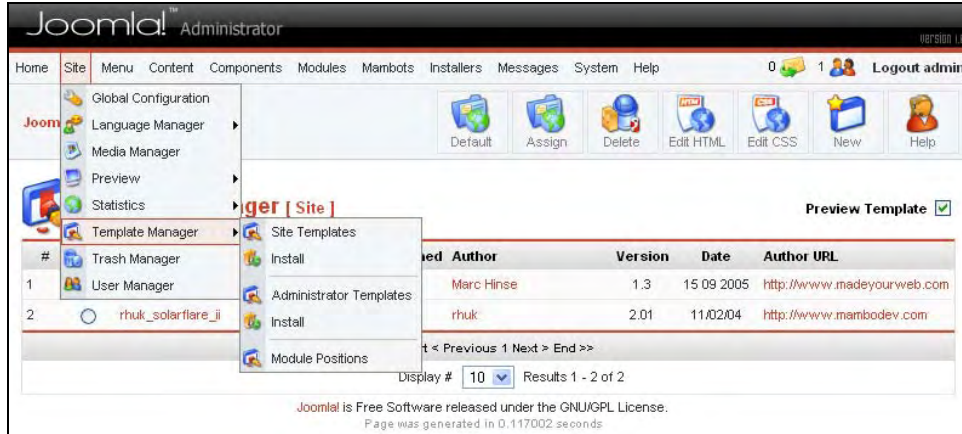 Joomla!™ Administrator
Version 1.
Home Site Menu Content Components Modules Mambots Installers Messages System Help 0 1 Logout admin
Global Configuration
Language Manager
Media Manager
Preview
Statistics
Template Manager
Trash Manager
User Manager
Joom
Default Assign Delete Edit HTML Edit CSS New Help
ger [ Site ]
Preview Template
Site Templates
Install
Administrator Templates
Install
Module Positions
# ed Author Version Date Author URL
1 Marc Hinse 1.3 15 09 2005 http://www.madeyourweb.com
2 rhuk_solarflare_ii rhuk 2.01 11/02/04 http://www.mambodev.com
t < Previous 1 Next > End >>
Display # 10 Results 1 - 2 of 2
Joomla! is Free Software released under the GNU/GPL License.
Page was generated in 0.117002 seconds